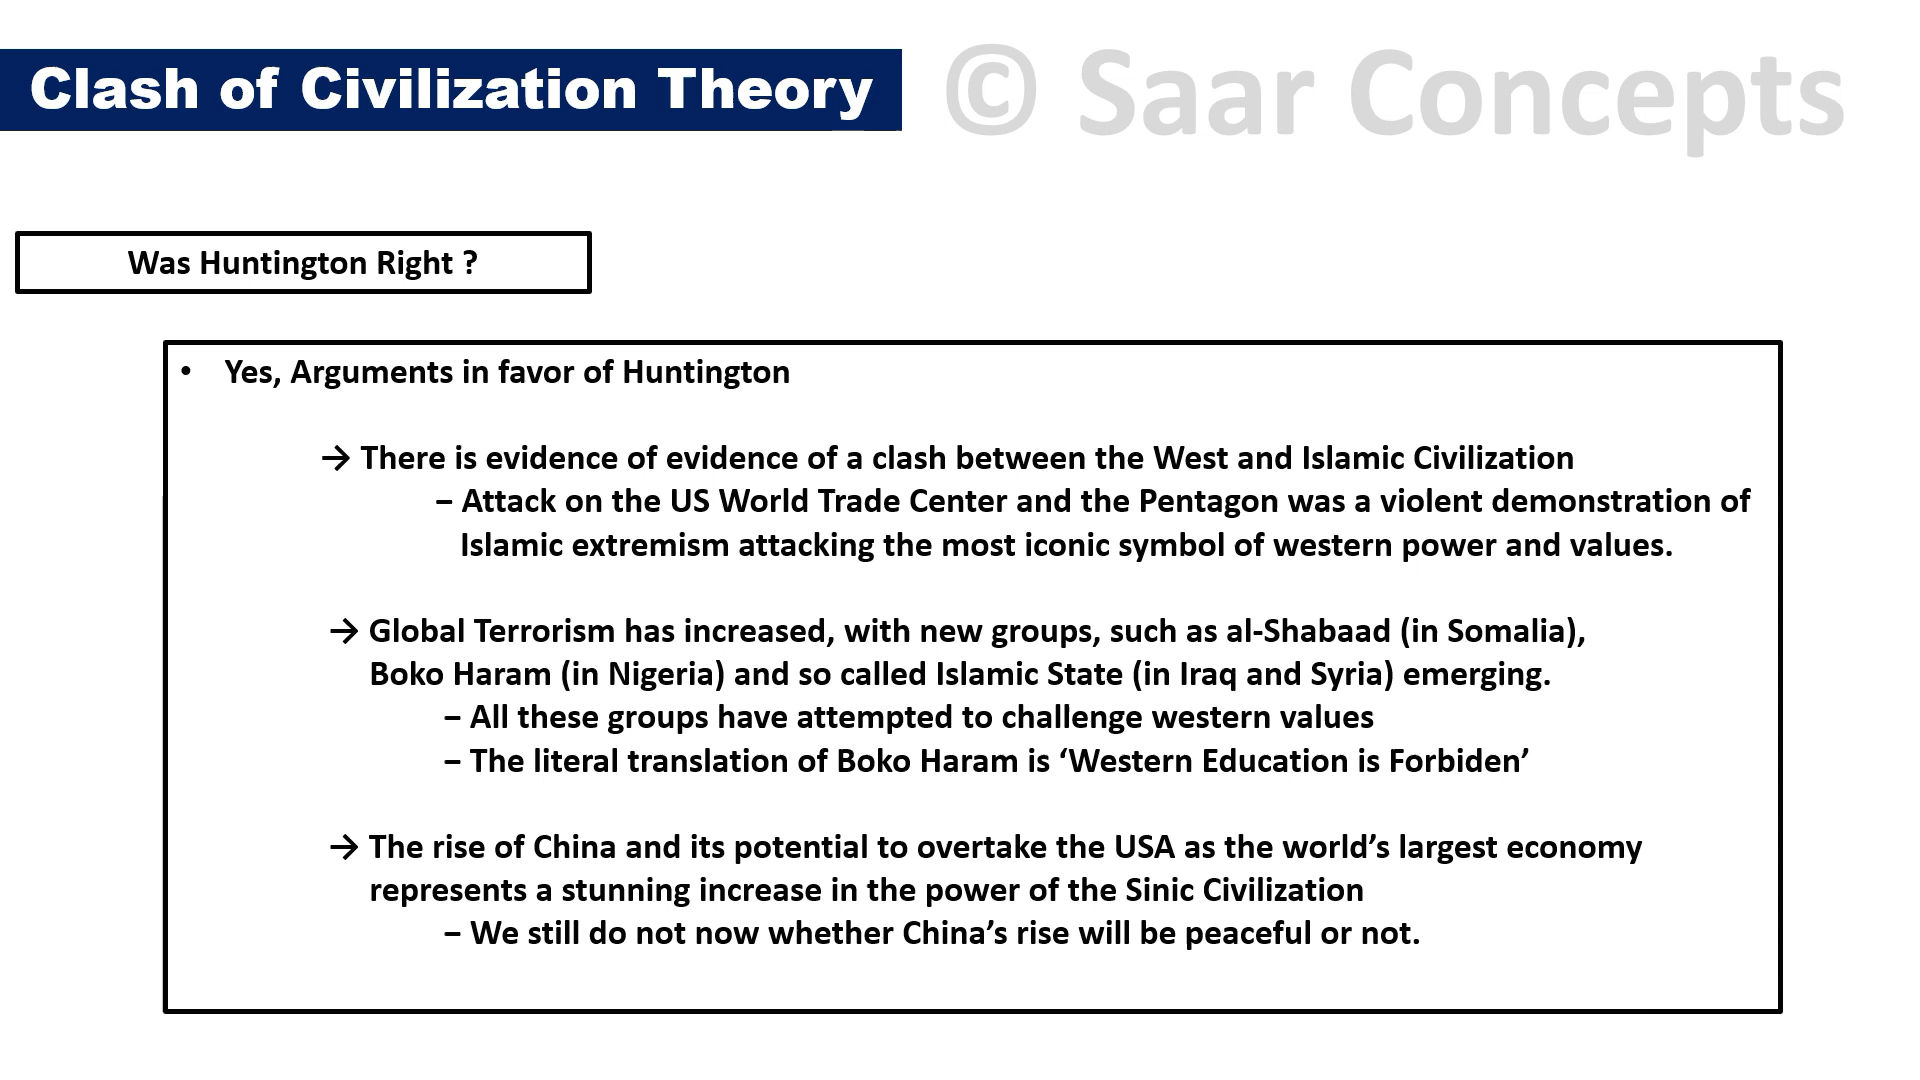 Clash of Civilization Theory
© Saar Concepts
Was Huntington Right ?
• Yes, Arguments in favor of Huntington
→ There is evidence of evidence of a clash between the West and Islamic Civilization
– Attack on the US World Trade Center and the Pentagon was a violent demonstration of
Islamic extremism attacking the most iconic symbol of western power and values.
→ Global Terrorism has increased, with new groups, such as al-Shabaad (in Somalia),
Boko Haram (in Nigeria) and so called Islamic State (in Iraq and Syria) emerging.
– All these groups have attempted to challenge western values
– The literal translation of Boko Haram is ‘Western Education is Forbiden’
→ The rise of China and its potential to overtake the USA as the world’s largest economy
represents a stunning increase in the power of the Sinic Civilization
– We still do not now whether China’s rise will be peaceful or not.